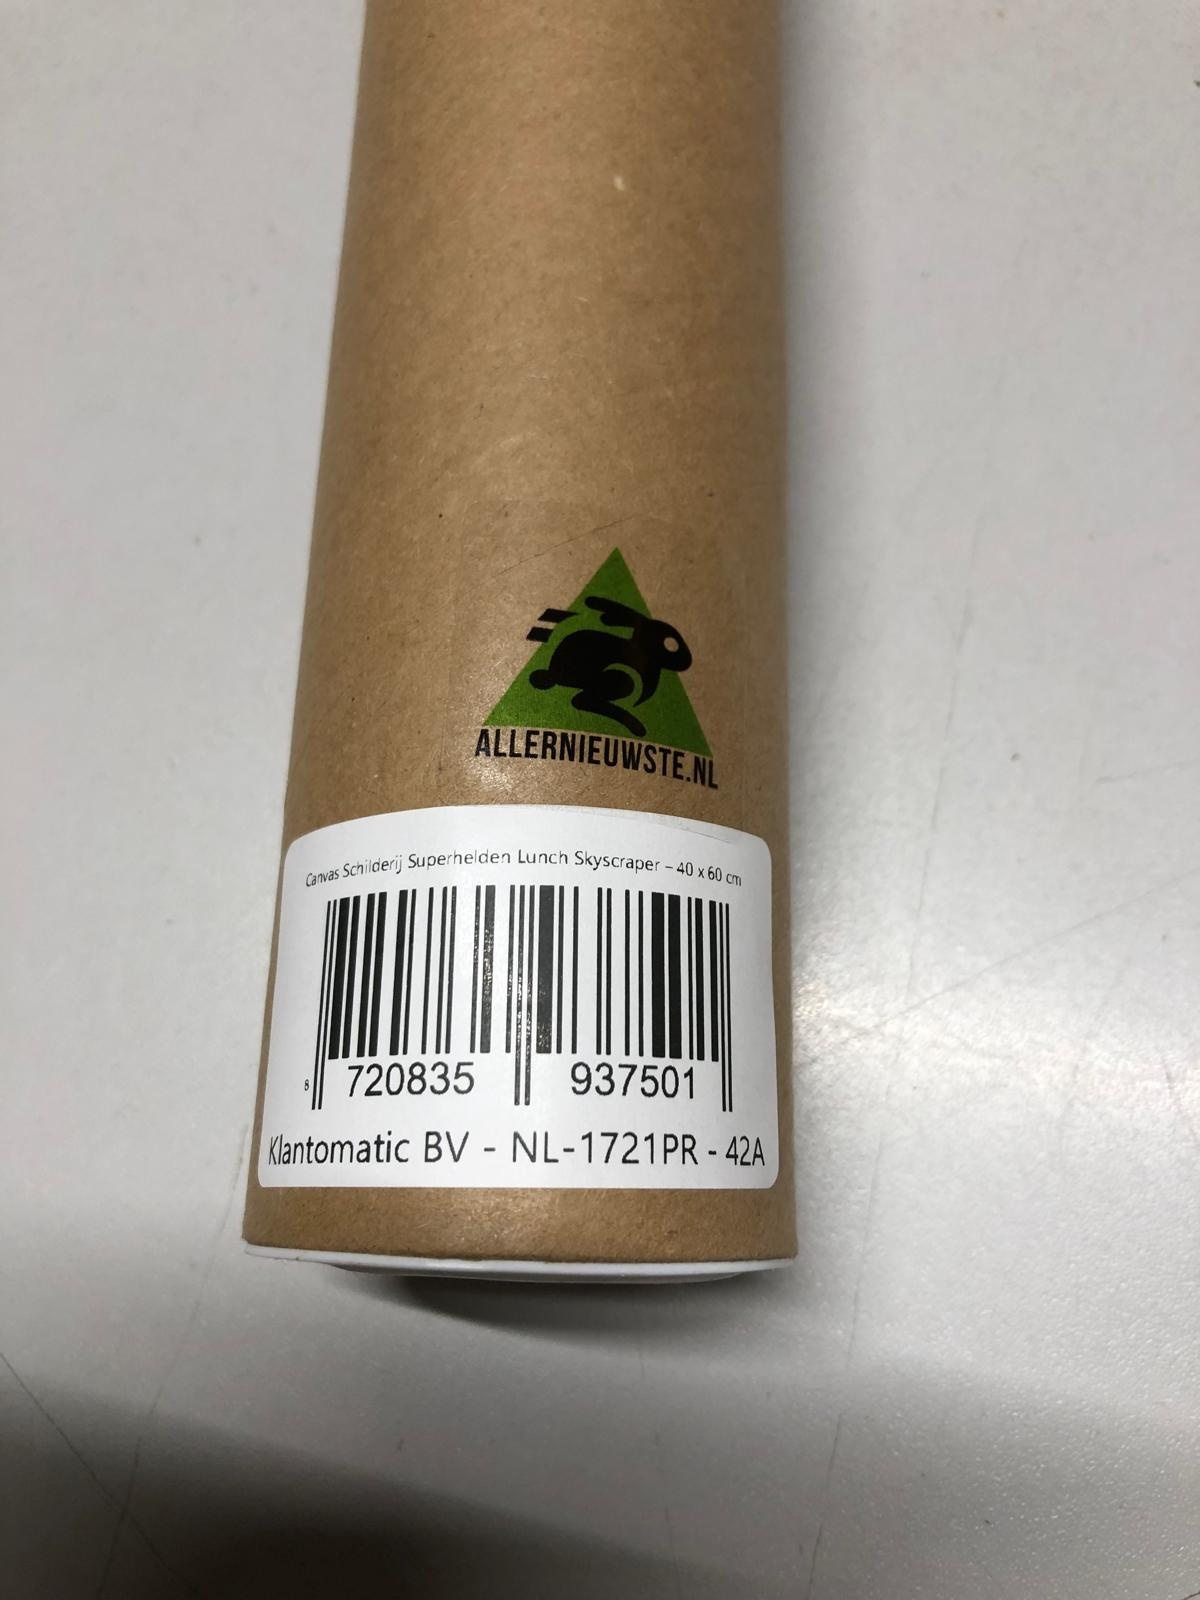 ALLERNIEUWSTE.NL
Canvas Schilderij Superhelden Lunch Skyscraper – 40 x 60 cm
8 720835 937501
Klantomatic BV - NL-1721PR - 42A